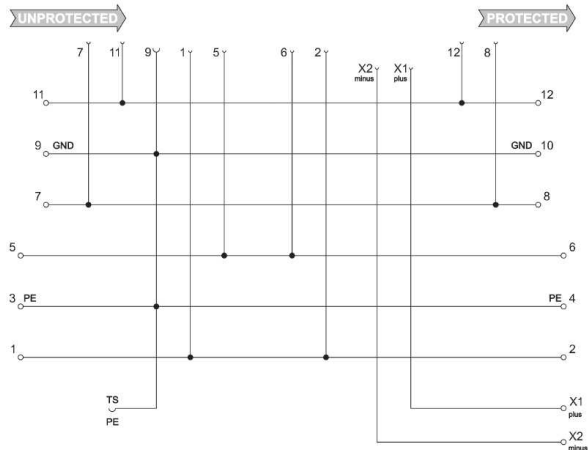 UNPROTECTED
PROTECTED
7 11 9 1 5 6 2 X2 minus X1 plus 12 8
11 12
9 GND GND 10
7 8
5 6
3 PE PE 4
1 2
TS
PE
X1
plus
X2
minus